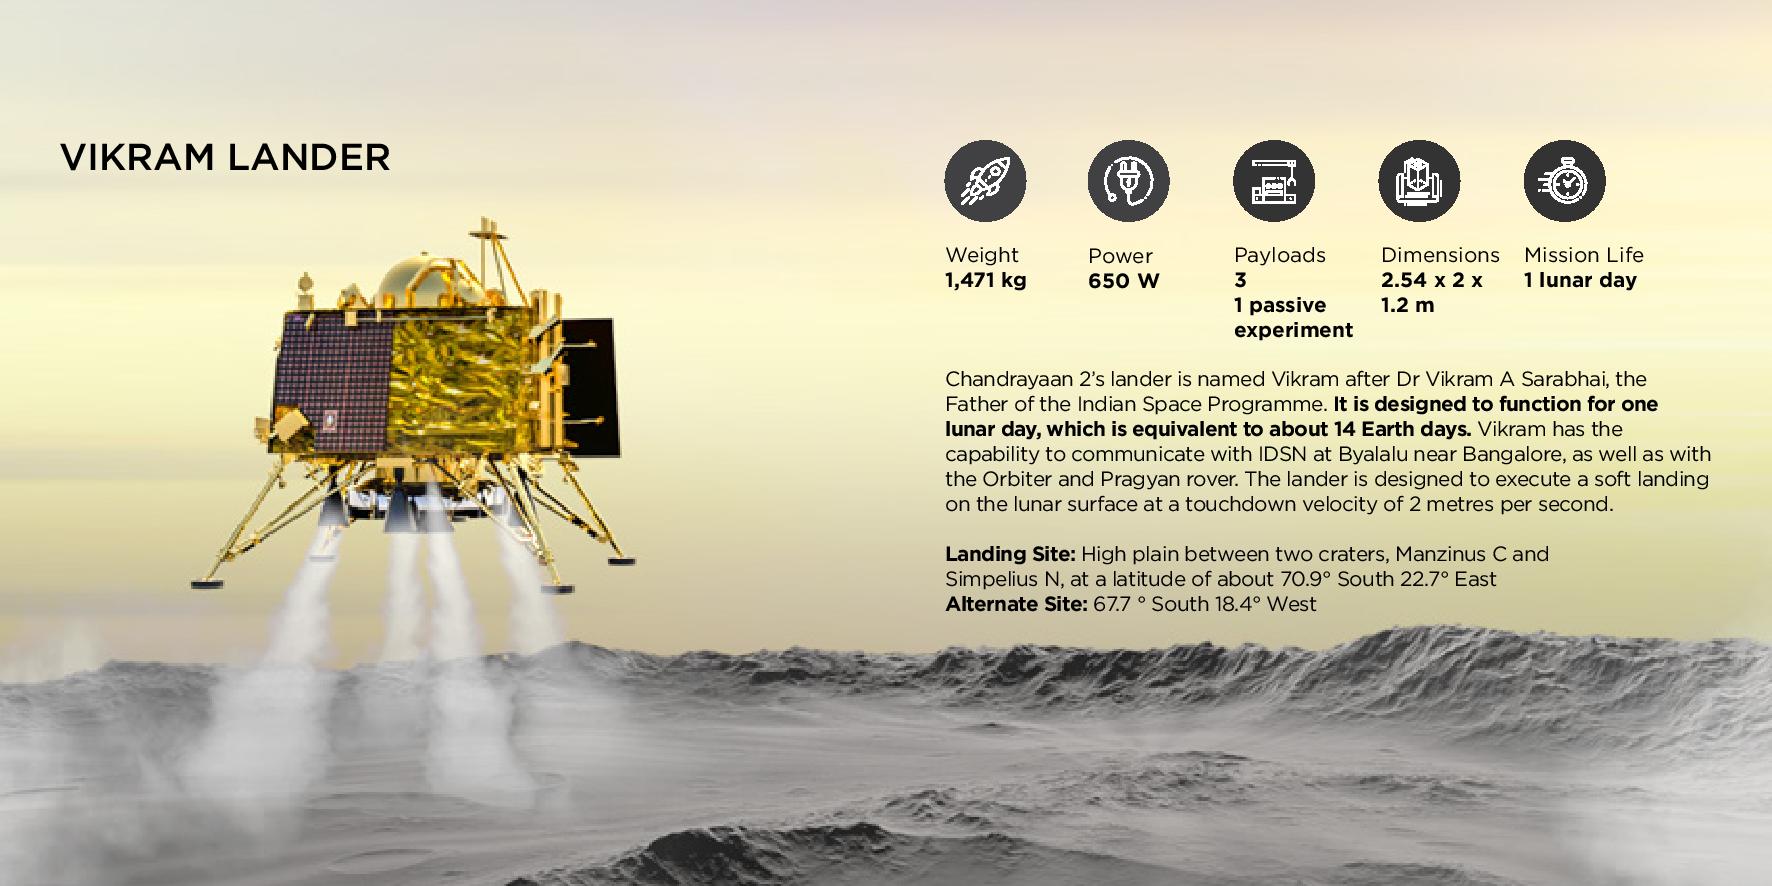 VIKRAM LANDER
Weight
1,471 kg
Power
650 W
Payloads
3
1 passive
experiment
Dimensions
2.54 x 2 x
1.2 m
Mission Life
1 lunar day
Chandrayaan 2’s lander is named Vikram after Dr Vikram A Sarabhai, the
Father of the Indian Space Programme. It is designed to function for one
lunar day, which is equivalent to about 14 Earth days. Vikram has the
capability to communicate with IDSN at Byalalu near Bangalore, as well as with
the Orbiter and Pragyan rover. The lander is designed to execute a soft landing
on the lunar surface at a touchdown velocity of 2 metres per second.
Landing Site: High plain between two craters, Manzinus C and
Simpelius N, at a latitude of about 70.9° South 22.7° East
Alternate Site: 67.7 ° South 18.4° West